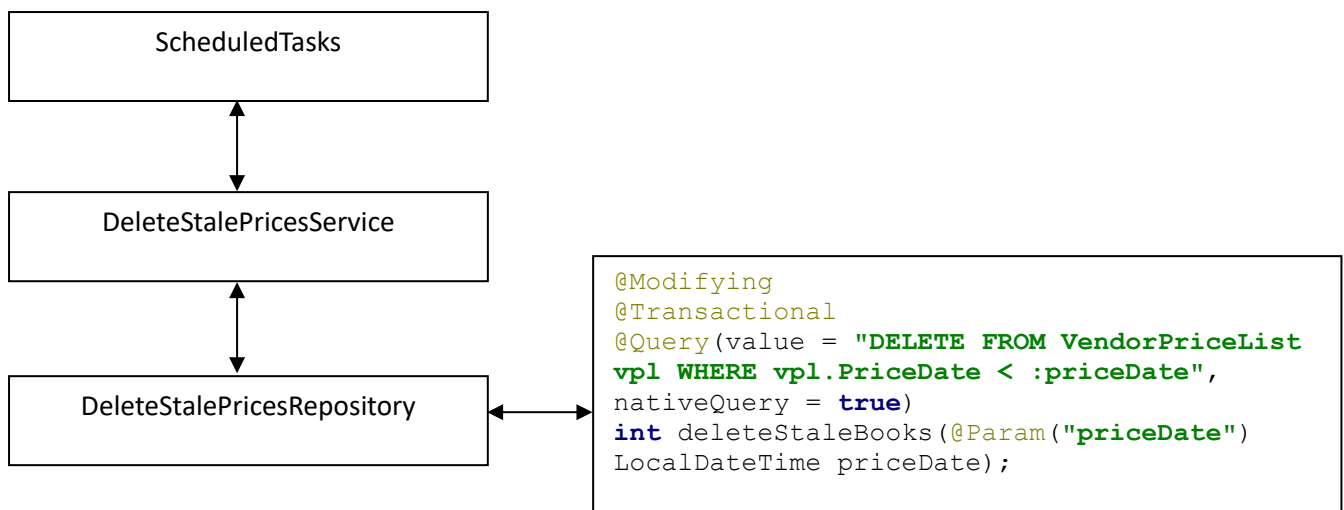 ScheduledTasks
DeleteStalePricesService
DeleteStalePricesRepository
@Modifying
@Transactional
@Query(value = "DELETE FROM VendorPriceList
vpl WHERE vpl.PriceDate < :priceDate",
nativeQuery = true)
int deleteStaleBooks(@Param("priceDate")
LocalDateTime priceDate);